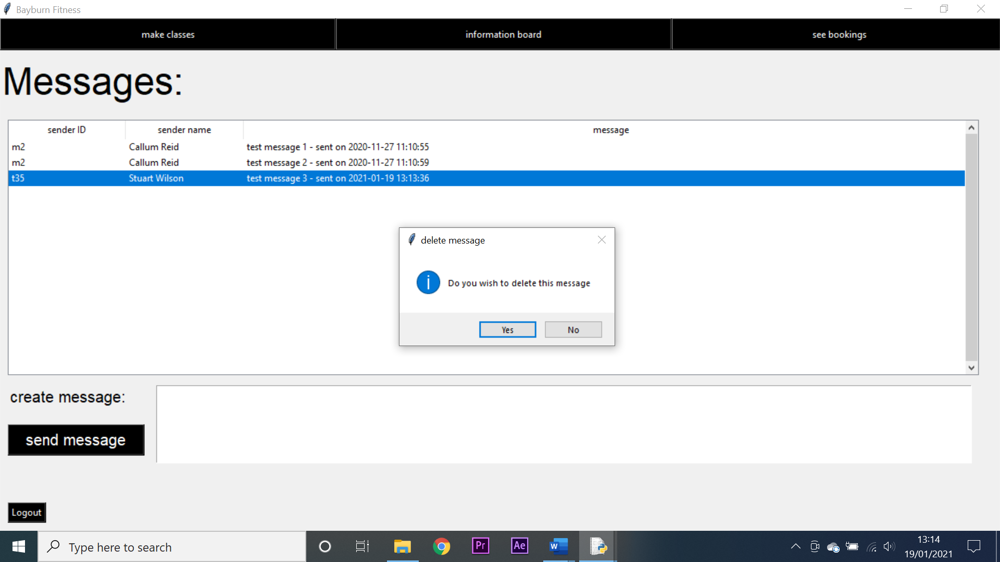 Bayburn Fitness
make classes information board see bookings
Messages:
sender ID sender name message
m2 Callum Reid test message 1 - sent on 2020-11-27 11:10:55
m2 Callum Reid test message 2 - sent on 2020-11-27 11:10:59
t35 Stuart Wilson test message 3 - sent on 2021-01-19 13:13:36
delete message
i Do you wish to delete this message
Yes No
create message:
send message
Logout
Type here to search
Pr Ae W
13:14
19/01/2021